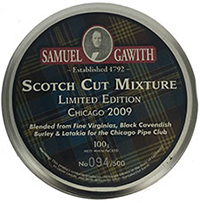 SAMUEL GAWITH
Established 1792
SCOTCH CUT MIXTURE
LIMITED EDITION
CHICAGO 2009
Blended from Fine Virginias, Black Cavendish
Burley & Latakia for the Chicago Pipe Club
100g
No 094/500